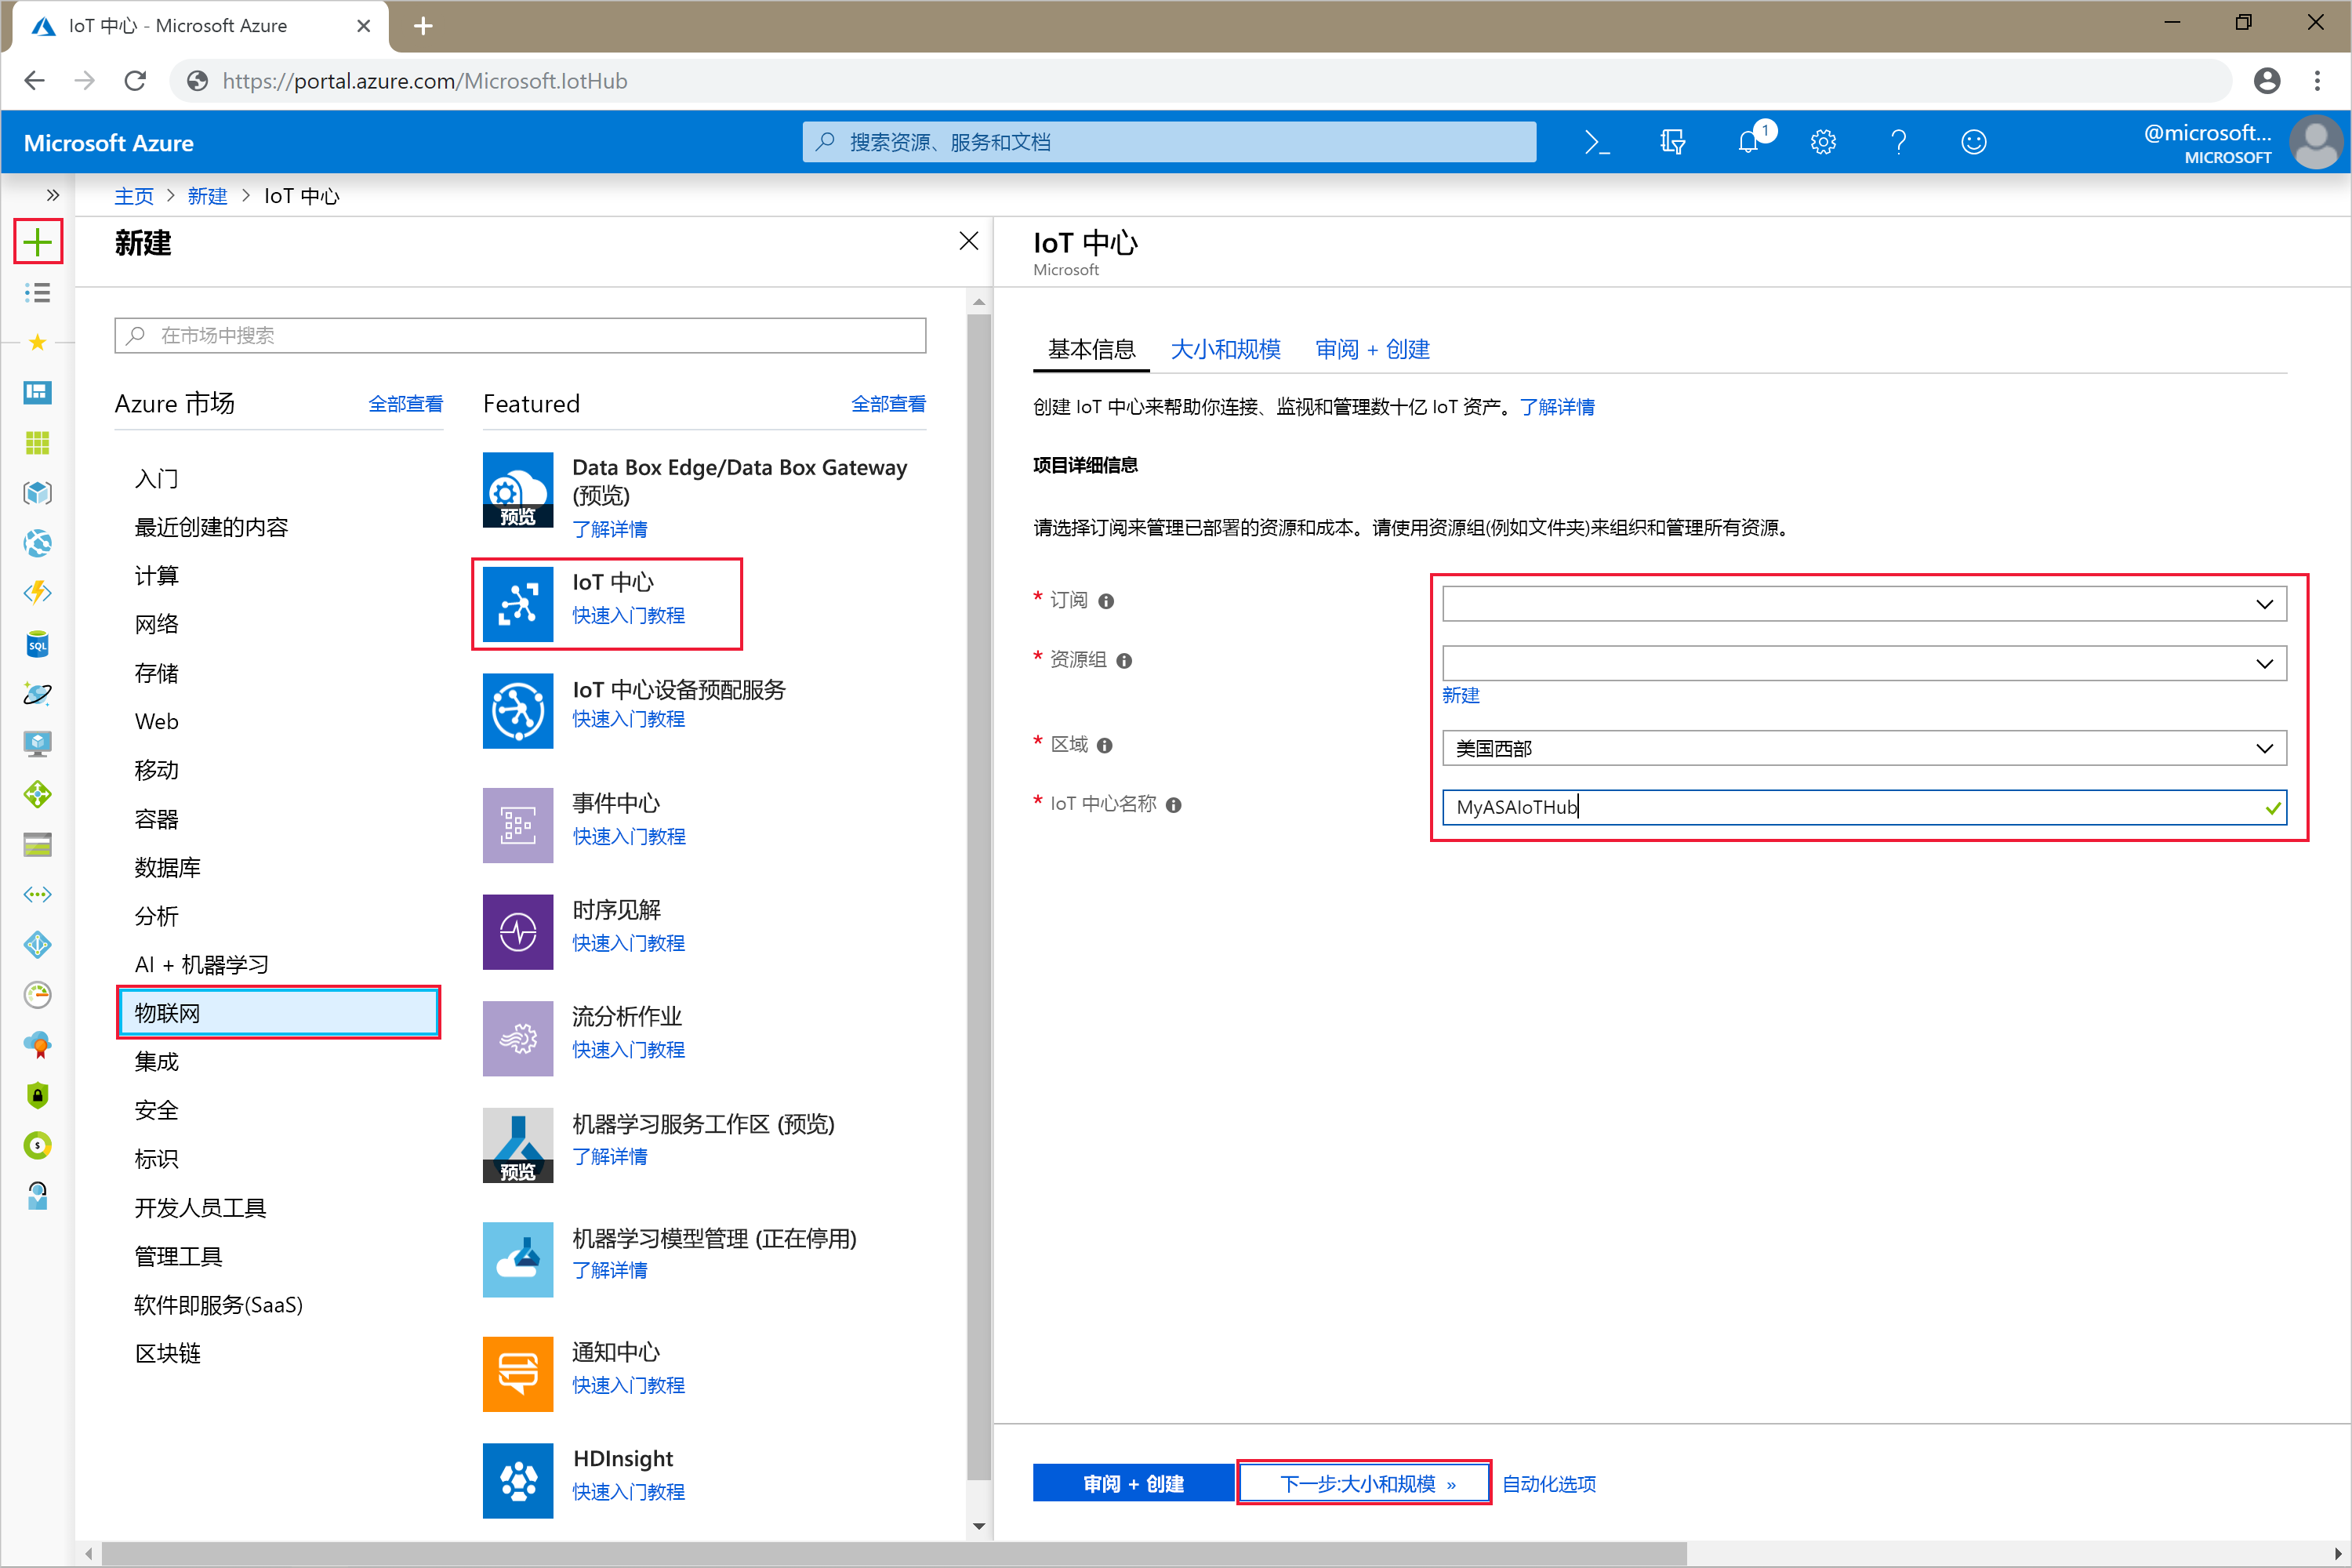 IoT 中心 - Microsoft Azure
https://portal.azure.com/Microsoft.IotHub
Microsoft Azure
搜索资源、服务和文档
1
@microsoft...
MICROSOFT
主页 > 新建 > IoT 中心
新建
在市场中搜索
Azure 市场
全部查看
入门
最近创建的内容
计算
网络
存储
Web
移动
容器
数据库
分析
AI + 机器学习
物联网
集成
安全
标识
开发人员工具
管理工具
软件即服务(SaaS)
区块链
Featured
全部查看
预览
Data Box Edge/Data Box Gateway
(预览)
了解详情
IoT 中心
快速入门教程
IoT 中心设备预配服务
快速入门教程
事件中心
快速入门教程
时序见解
快速入门教程
流分析作业
快速入门教程
预览
机器学习服务工作区 (预览)
了解详情
机器学习模型管理 (正在停用)
了解详情
通知中心
快速入门教程
HDInsight
快速入门教程
SQL
IoT 中心
Microsoft
基本信息
大小和规模
审阅 + 创建
创建 IoT 中心来帮助你连接、监视和管理数十亿 IoT 资产。了解详情
项目详细信息
请选择订阅来管理已部署的资源和成本。请使用资源组(例如文件夹)来组织和管理所有资源。
* 订阅
* 资源组
新建
* 区域
美国西部
* IoT 中心名称
MyASAIoTHub
审阅 + 创建
下一步:大小和规模 »
自动化选项